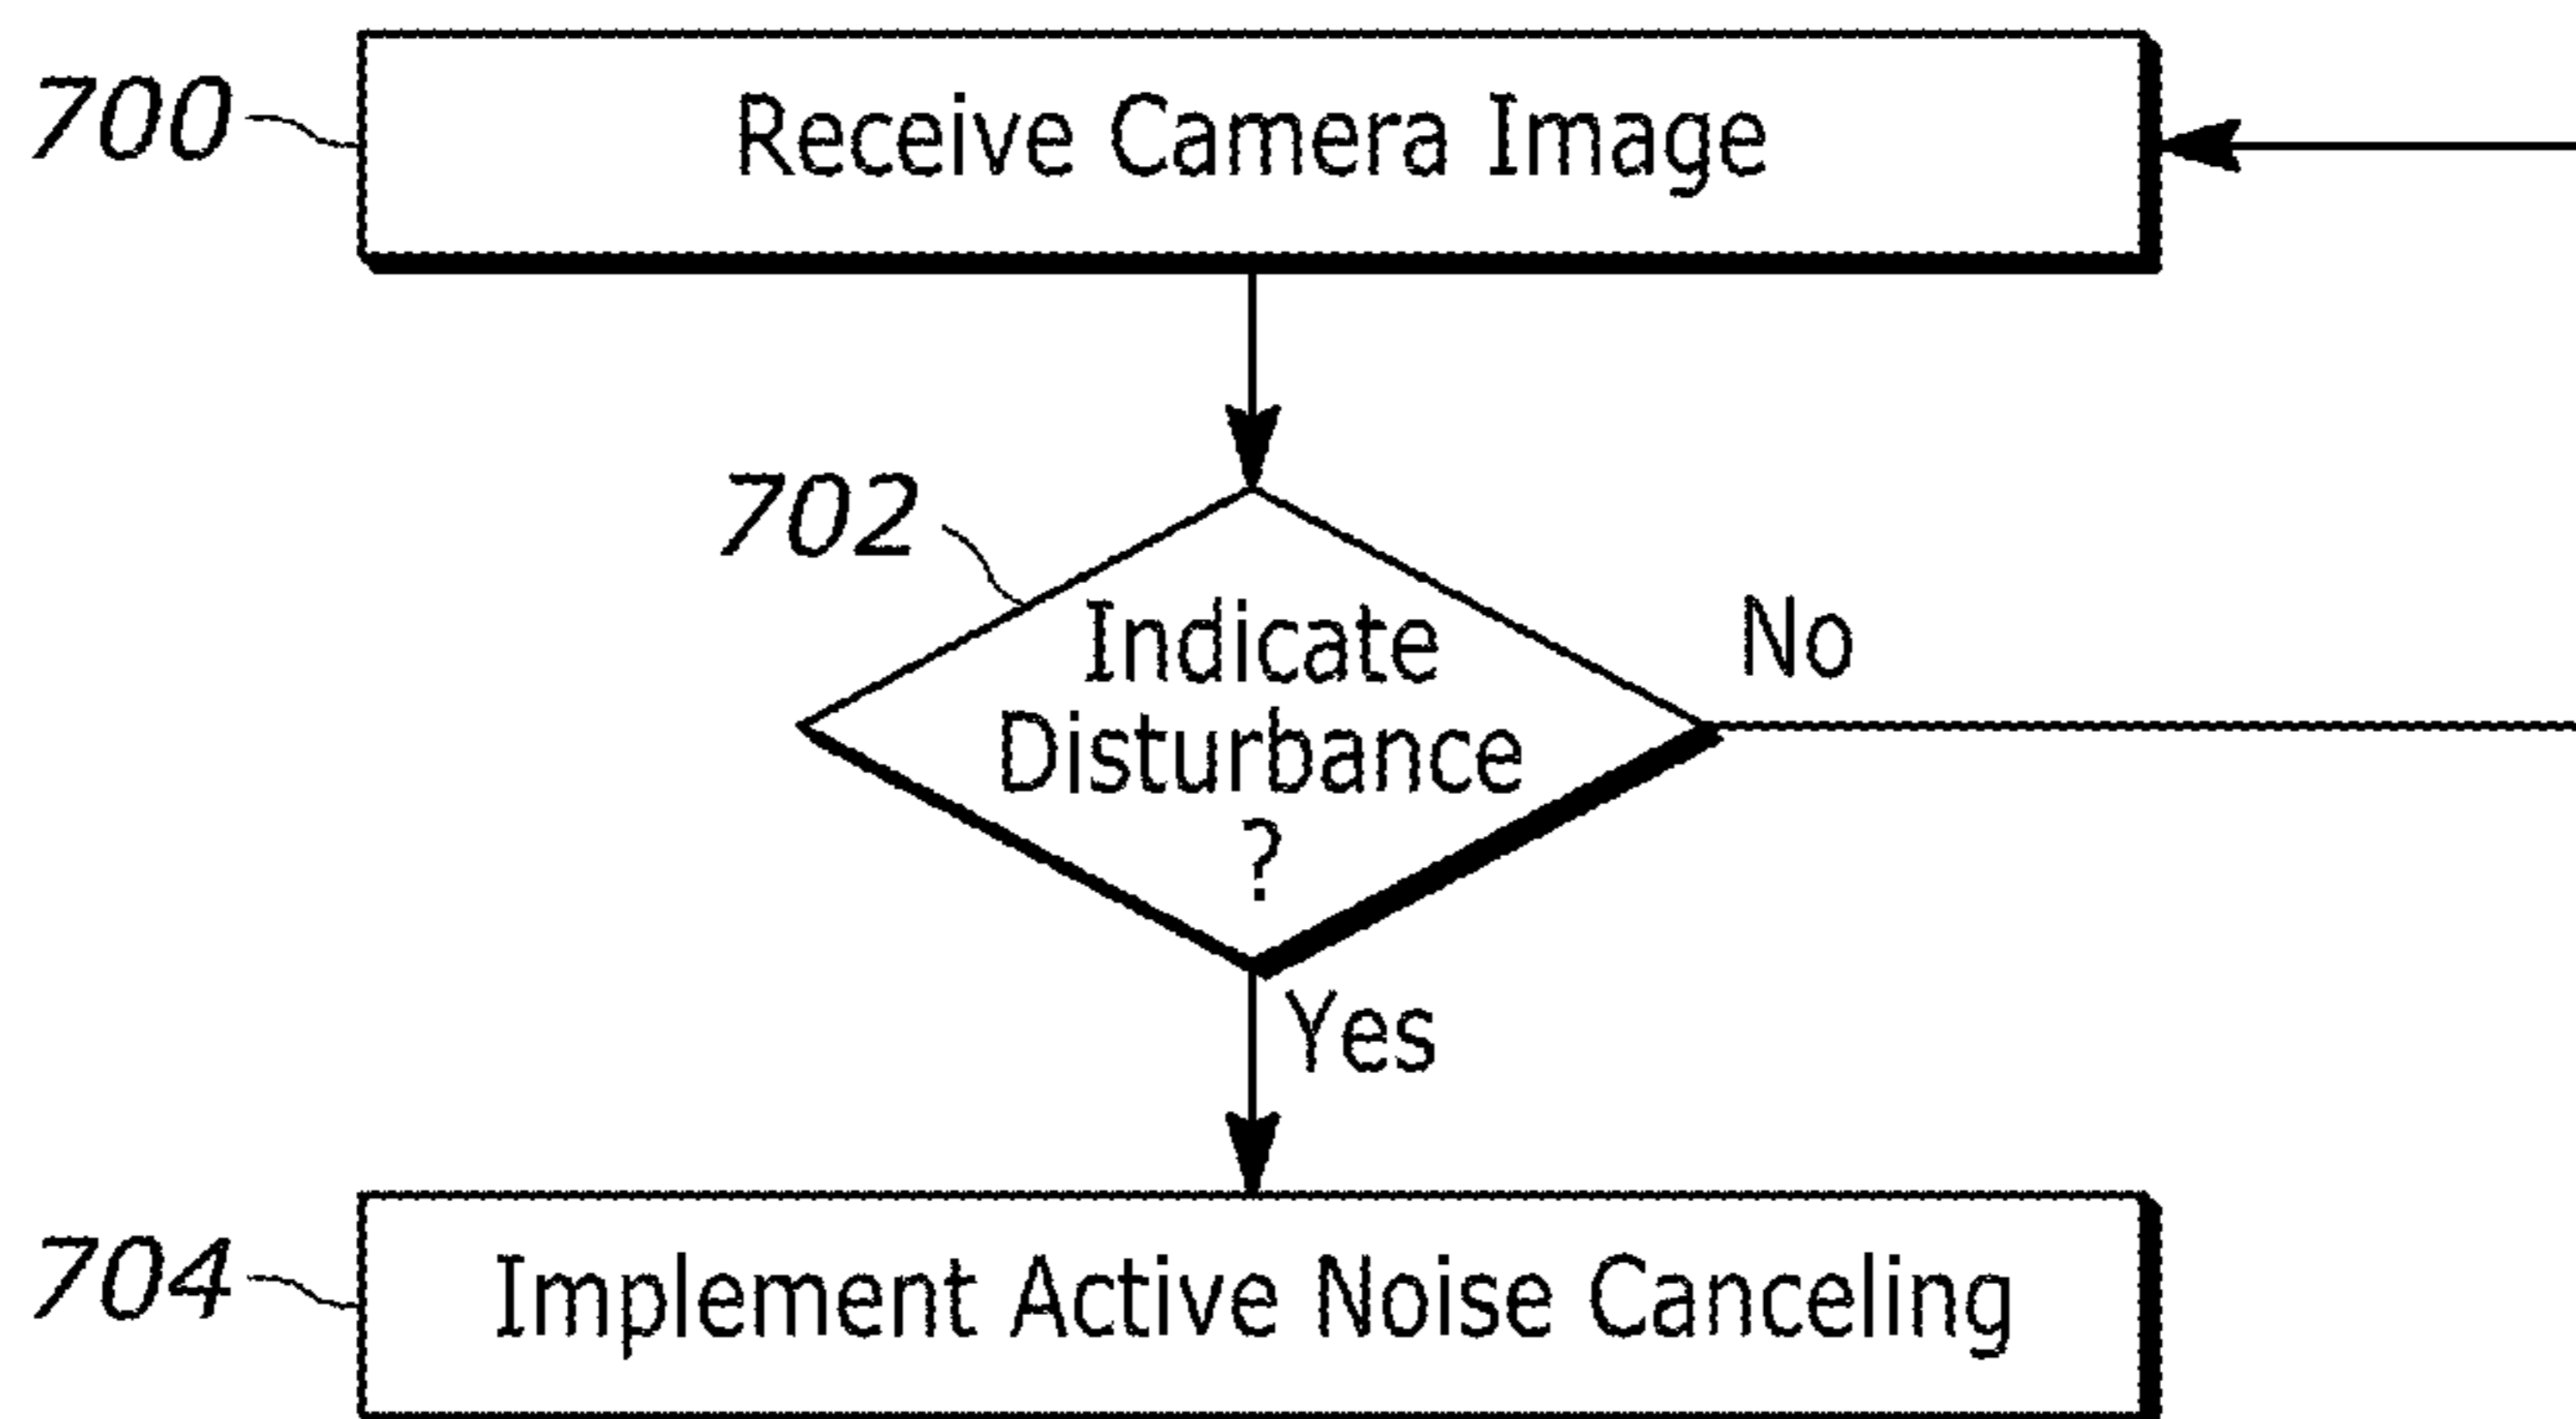 700
Receive Camera Image
702
Indicate
Disturbance
?
No
Yes
704
Implement Active Noise Canceling